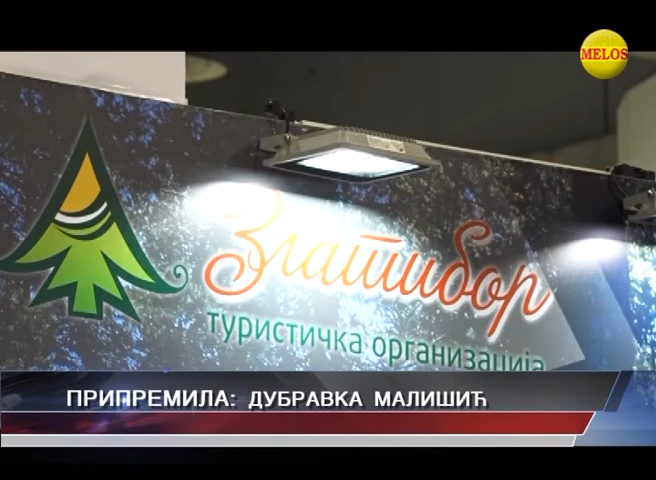 MELOS
Златибор
туристичка организација
ПРИПРЕМИЛА: ДУБРАВКА МАЛИШИЋ